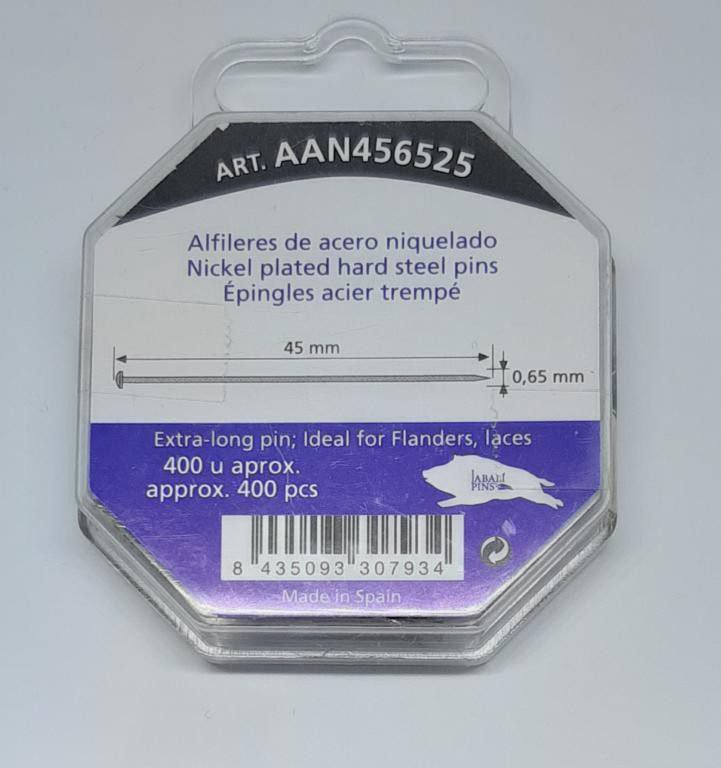 ART. AAN456525
Alfileres de acero niquelado
Nickel plated hard steel pins
Épingles acier trempé
45 mm
0,65 mm
Extra-long pin; Ideal for Flanders, laces
400 u aprox.
approx. 400 pcs
JABALÍ
PINS
8 435093 307934
Made in Spain